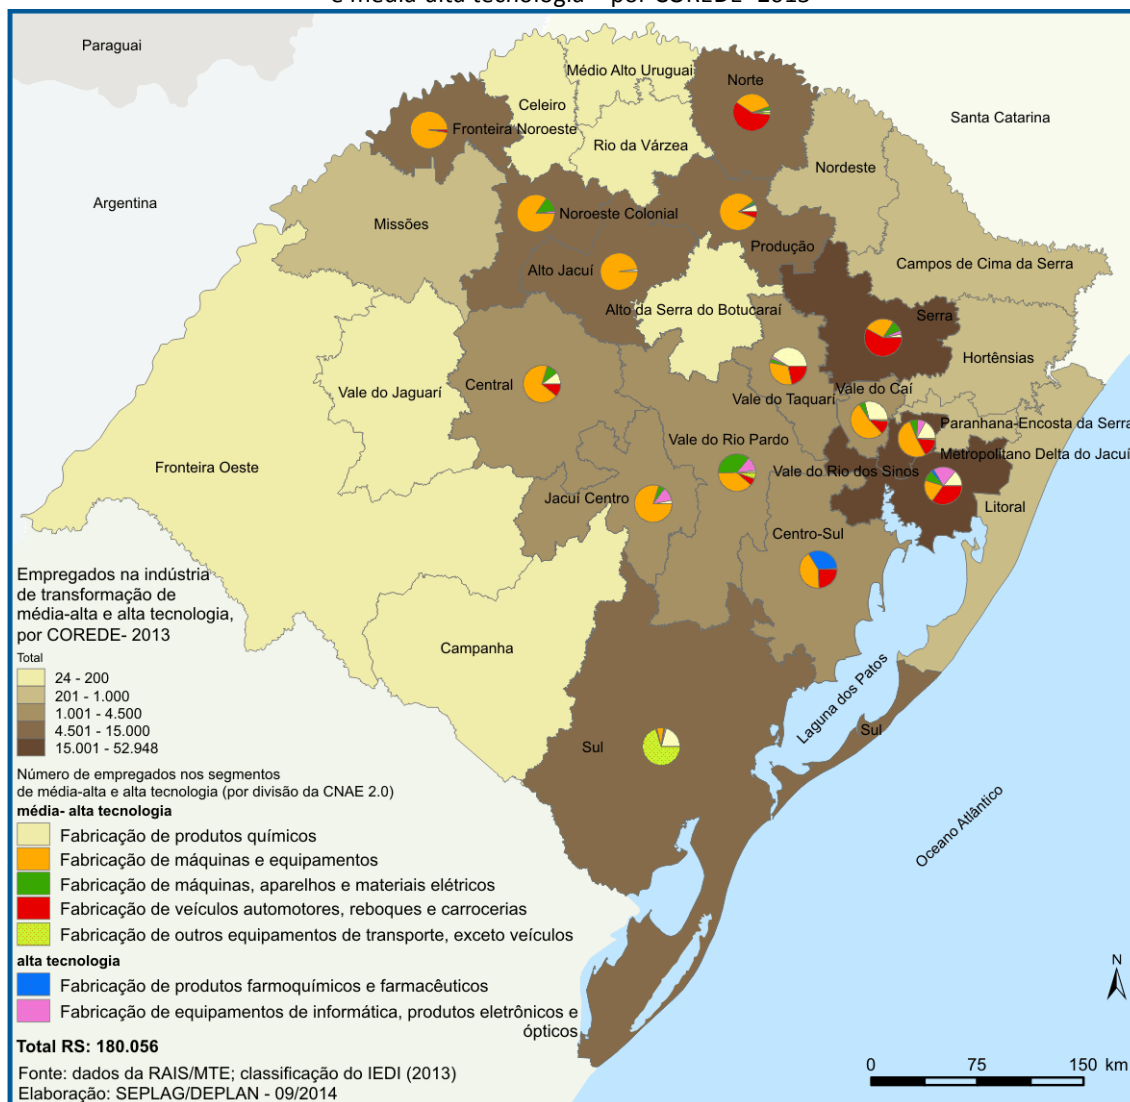 e média-alta tecnologia – por COREDE- 2013
Paraguai
Médio Alto Uruguai
Norte
Celeiro
Santa Catarina
Fronteira Noroeste
Rio da Várzea
Nordeste
Argentina
Noroeste Colonial
Missões
Produção
Campos de Cima da Serra
Alto Jacuí
Alto da Serra do Botucaraí
Serra
Hortênsias
Central
Vale do Jaguarí
Vale do Taquarí
Vale do Caí
Paranhana-Encosta da Serra
Vale do Rio Pardo
Metropolitano Delta do Jacuí
Fronteira Oeste
Vale do Rio dos Sinos
Jacuí Centro
Litoral
Centro-Sul
Campanha
Laguna dos Patos
Sul
Sul
Oceano Atlântico
Empregados na indústria
de transformação de
média-alta e alta tecnologia,
por COREDE- 2013
Total
24 - 200
201 - 1.000
1.001 - 4.500
4.501 - 15.000
15.001 - 52.948
Número de empregados nos segmentos
de média-alta e alta tecnologia (por divisão da CNAE 2.0)
média- alta tecnologia
Fabricação de produtos químicos
Fabricação de máquinas e equipamentos
Fabricação de máquinas, aparelhos e materiais elétricos
Fabricação de veículos automotores, reboques e carrocerias
Fabricação de outros equipamentos de transporte, exceto veículos
alta tecnologia
Fabricação de produtos farmoquímicos e farmacêuticos
Fabricação de equipamentos de informática, produtos eletrônicos e
ópticos
Total RS: 180.056
Fonte: dados da RAIS/MTE; classificação do IEDI (2013)
Elaboração: SEPLAG/DEPLAN - 09/2014
N
0 75 150 km